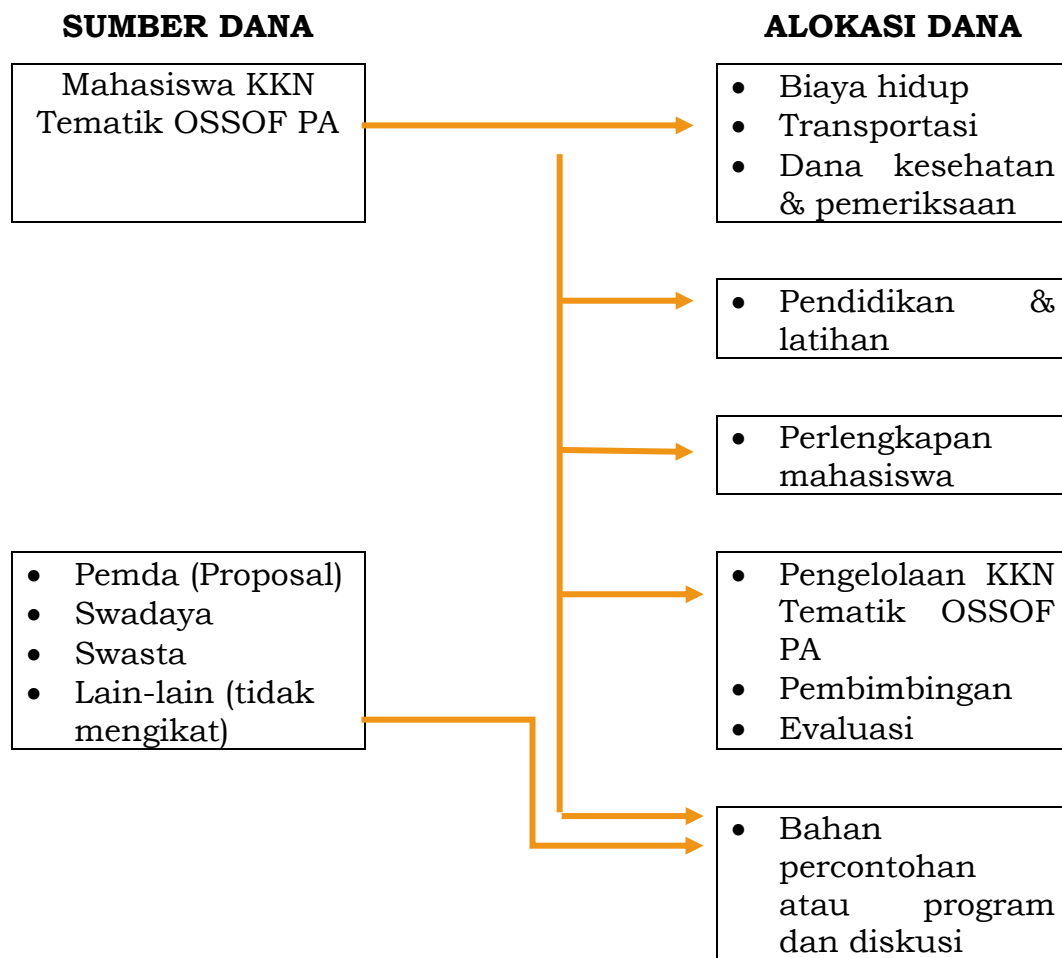 SUMBER DANA
Mahasiswa KKN
Tematik OSSOF PA
• Pemda (Proposal)
• Swadaya
• Swasta
• Lain-lain (tidak
mengikat)
ALOKASI DANA
• Biaya hidup
• Transportasi
• Dana kesehatan
& pemeriksaan
• Pendidikan &
latihan
• Perlengkapan
mahasiswa
• Pengelolaan KKN
Tematik OSSOF
PA
• Pembimbingan
• Evaluasi
• Bahan
percontohan
atau program
dan diskusi